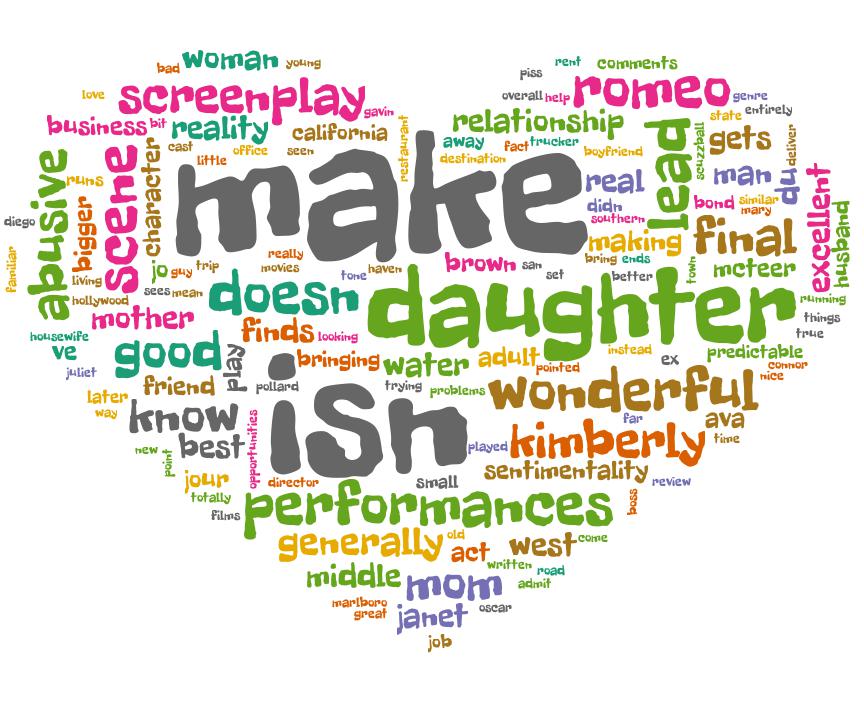 woman
bad
young
rent
comments
piss
love
screenplay
gavin
overall
help
romeo
genre
state
entirely
business
bit
reality
california
restaurant
relationship
lead
scuzzball
gets
deliver
cast
office
seen
little
away
fact
trucker
destination
boyfriend
abusive
runs
scene
character
make
real
man
du
excellent
husband
didn
southern
bond
similar
mary
diego
bigger
familiar
living
making
final
bring
ends
town
mcteer
jo
guy
trip
really
movies
tone
haven
brown
san
set
better
hollywood
sees
mean
doesn
daughter
running
things
true
mother
finds
looking
housewife
ve
good
play
bringing
water
adult
pointed
instead
ex
predictable
connor
nice
juliet
friend
pollard
trying
problems
wonderful
later
way
know
isn
far
ava
time
best
opportunities
played
kimberly
new
point
jour
director
small
sentimentality
review
totally
films
performances
boss
generally
old
act
west
come
middle
mom
written
road
admit
marlboro
great
janet
oscar
job